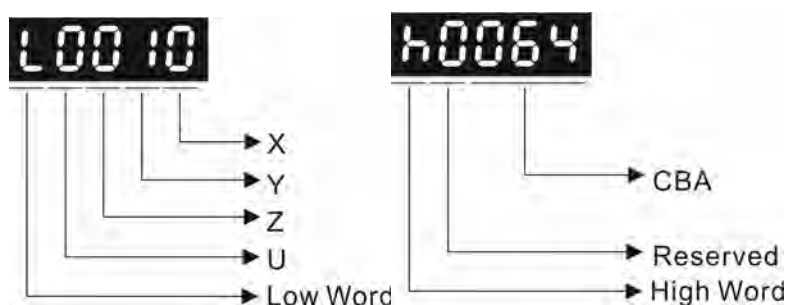 L0010
X
Y
Z
U
Low Word
h0064
CBA
Reserved
High Word